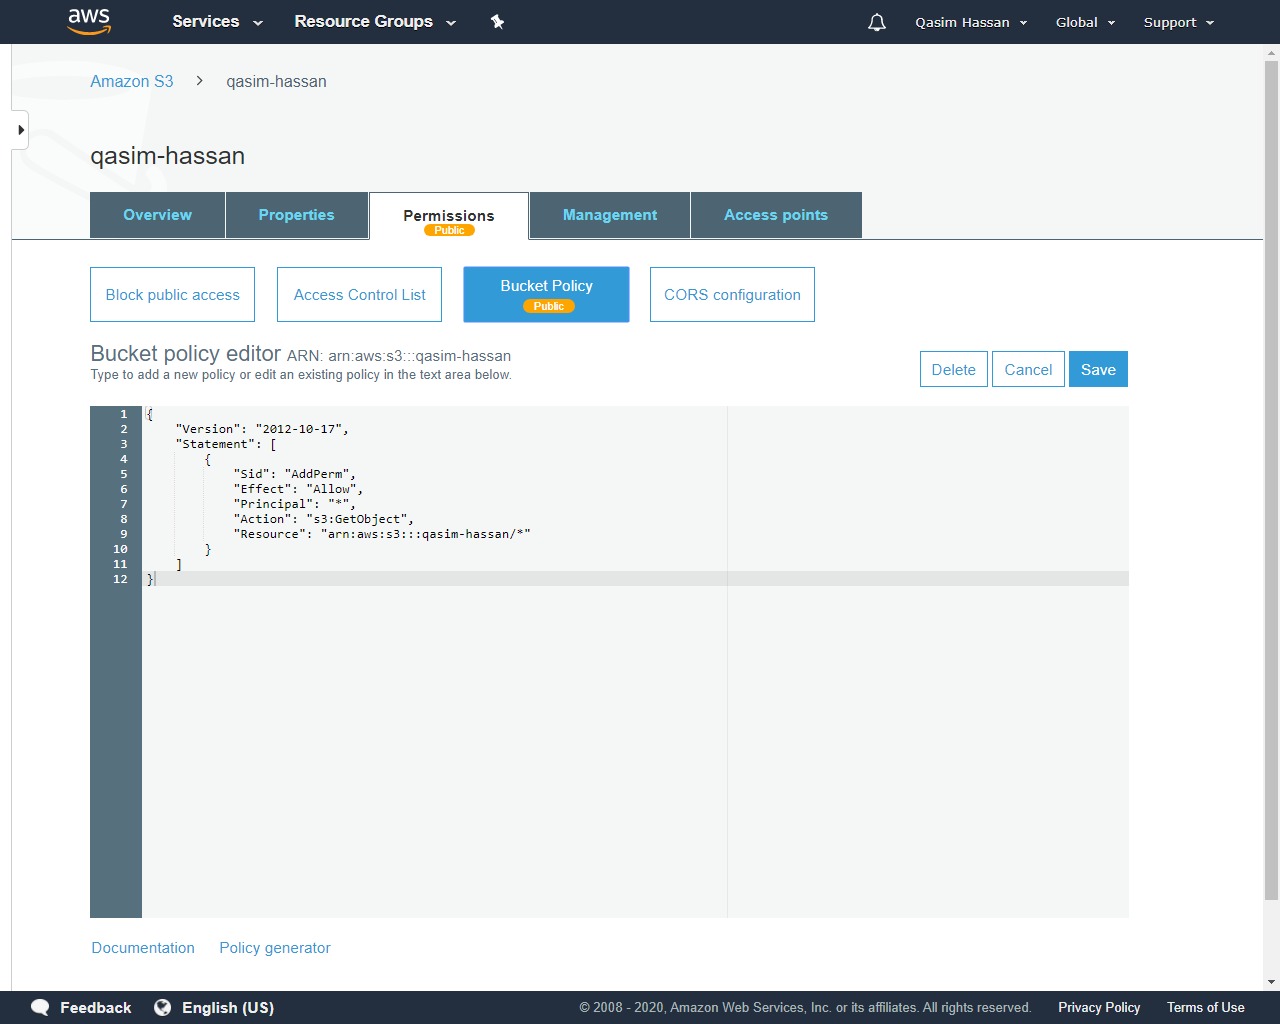 aws Services Resource Groups Qasim Hassan Global Support
Amazon S3 > qasim-hassan
qasim-hassan
Overview Properties Permissions Management Access points
Public
Block public access Access Control List Bucket Policy CORS configuration
Public
Bucket policy editor ARN: arn:aws:s3:::qasim-hassan
Type to add a new policy or edit an existing policy in the text area below.
Delete Cancel Save
1 {
2 "Version": "2012-10-17",
3 "Statement": [
4 {
5 "Sid": "AddPerm",
6 "Effect": "Allow",
7 "Principal": "*",
8 "Action": "s3:GetObject",
9 "Resource": "arn:aws:s3:::qasim-hassan/*"
10 }
11 ]
12 }
Documentation Policy generator
Feedback English (US) © 2008 - 2020, Amazon Web Services, Inc. or its affiliates. All rights reserved. Privacy Policy Terms of Use